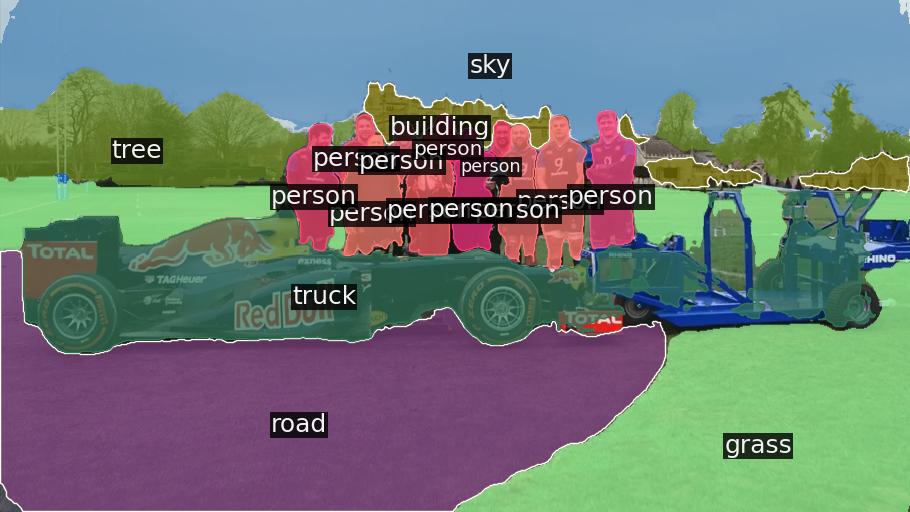 sky
building
tree
person
person
person
person
person
person
person
TOTAL
TAGHeuer
Red Bull
truck
TOTAL
RHINO
road
grass